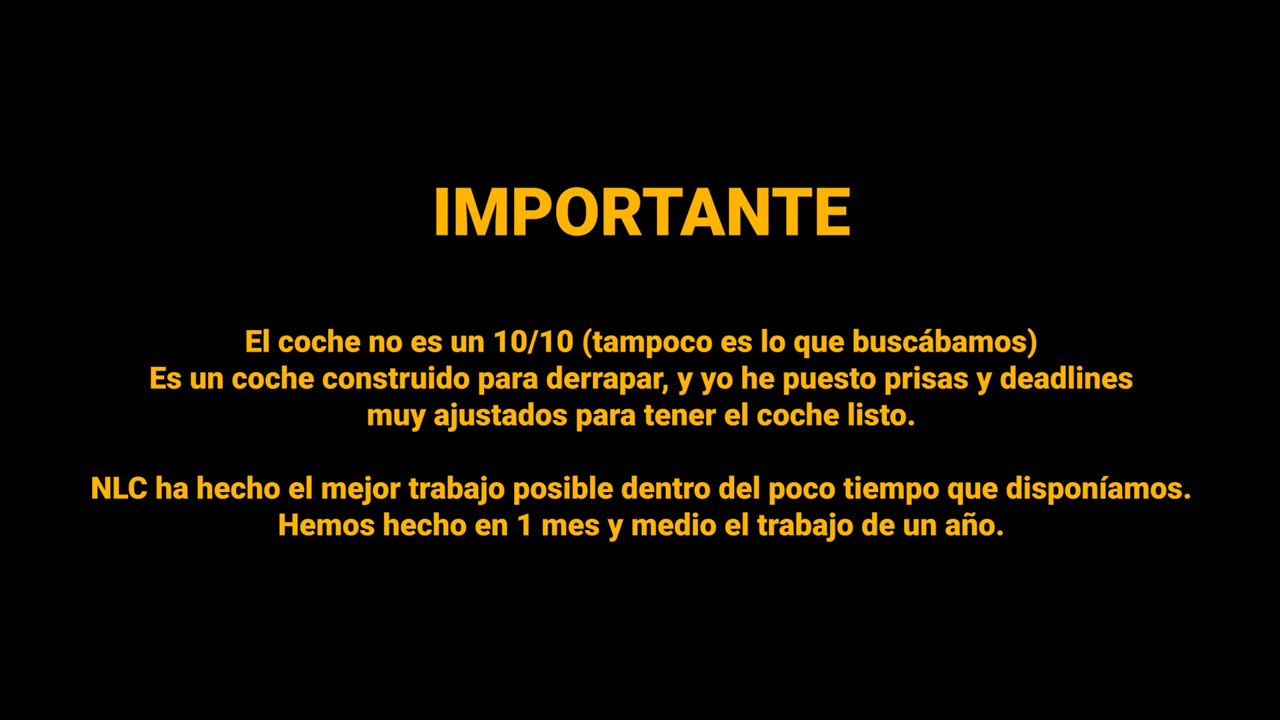 IMPORTANTE
El coche no es un 10/10 (tampoco es lo que buscábamos)
Es un coche construido para derrapar, y yo he puesto prisas y deadlines
muy ajustados para tener el coche listo.
NLC ha hecho el mejor trabajo posible dentro del poco tiempo que disponíamos.
Hemos hecho en 1 mes y medio el trabajo de un año.